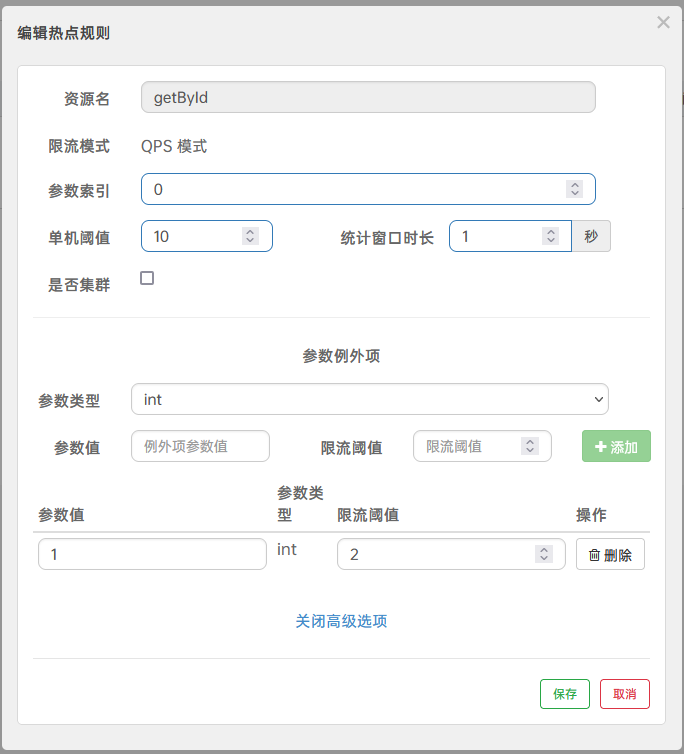 编辑热点规则
×
资源名 getById
限流模式 QPS 模式
参数索引 0
单机阈值 10 统计窗口时长 1 秒
是否集群
参数例外项
参数类型 int
参数值 例外项参数值 限流阈值 限流阈值 添加
参数值 参数类型 限流阈值 操作
1 int 2 删除
关闭高级选项
保存 取消